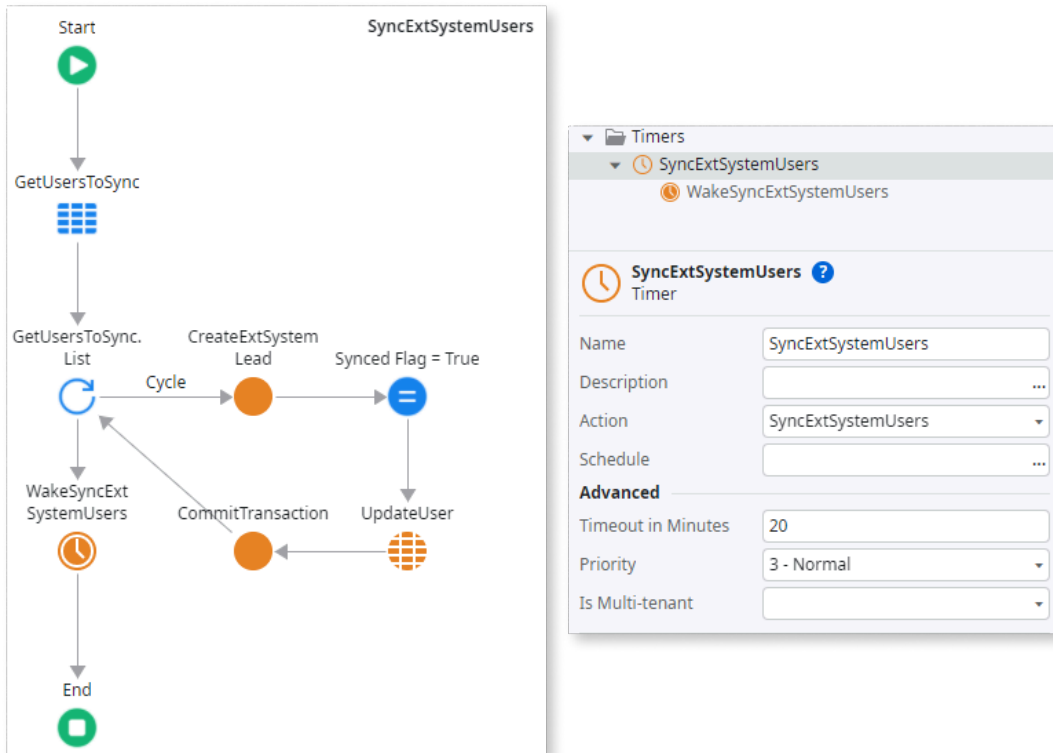 SyncExtSystemUsers
Start
GetUsersToSync
GetUsersToSync.
List
Cycle
CreateExtSystem
Lead
Synced Flag = True
WakeSyncExt
SystemUsers
CommitTransaction
UpdateUser
End
Timers
SyncExtSystemUsers
WakeSyncExtSystemUsers
SyncExtSystemUsers ?
Timer
Name SyncExtSystemUsers
Description ...
Action SyncExtSystemUsers
Schedule ...
Advanced
Timeout in Minutes 20
Priority 3 - Normal
Is Multi-tenant